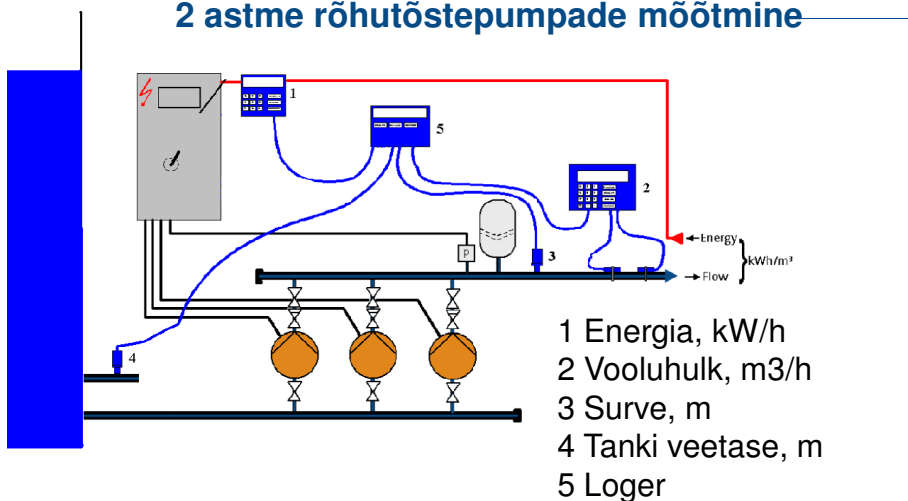 2 astme rõhutõstepumpade mõõtmine
1
5
2
Energy
kWh/m³
Flow
p
3
4
1 Energia, kW/h
2 Vooluhulk, m3/h
3 Surve, m
4 Tanki veetase, m
5 Loger